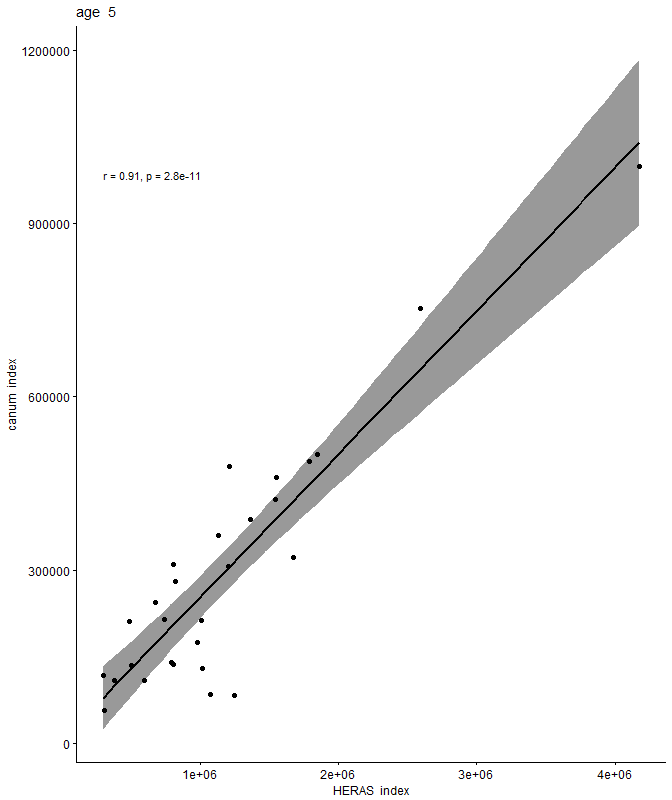 age 5
1200000
r = 0.91, p = 2.8e-11
900000
600000
canum index
300000
0
1e+06 2e+06 3e+06 4e+06
HERAS index